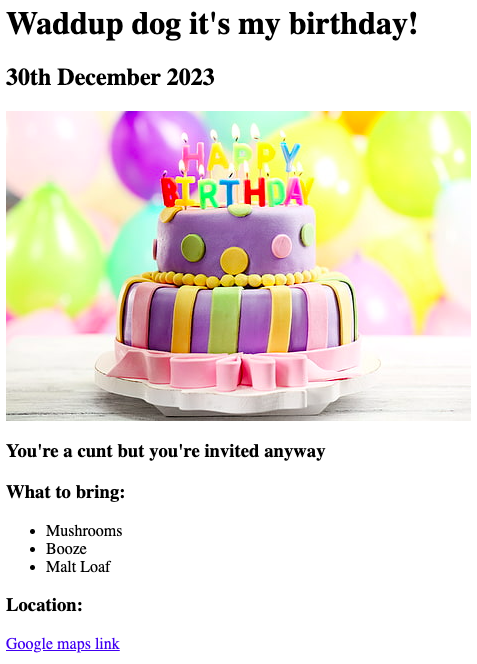 Waddup dog it's my birthday!
30th December 2023
HAPPY
BIRTHDAY
You're a cunt but you're invited anyway
What to bring:
Mushrooms
Booze
Malt Loaf
Location:
Google maps link